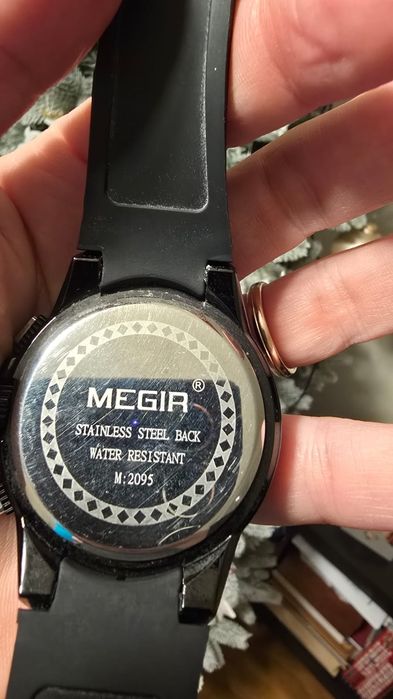 MEGIR®
STAINLESS STEEL BACK
WATER RESISTANT
M:2095